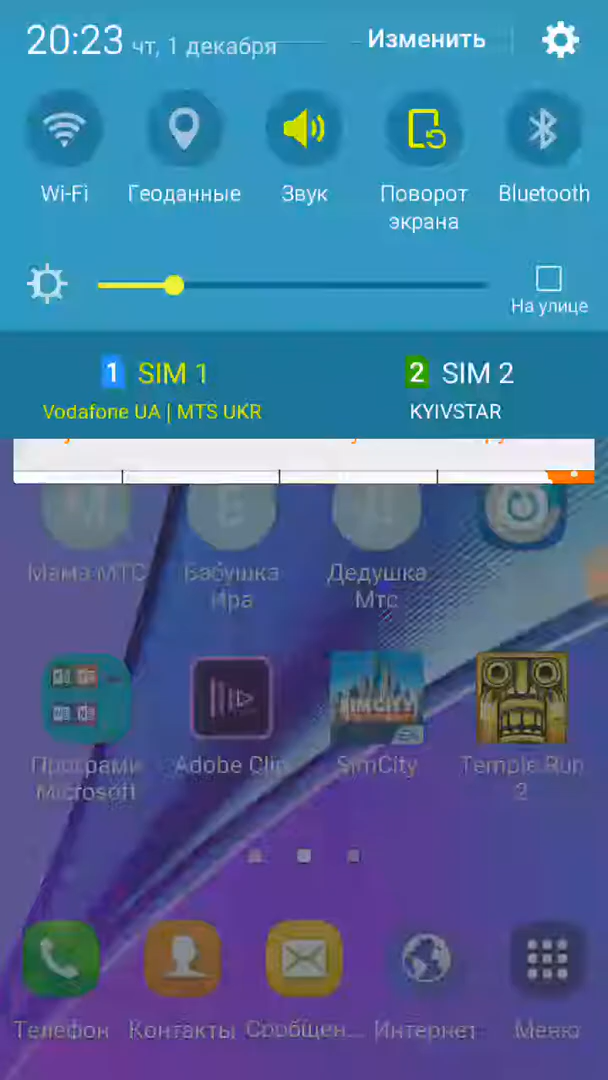 20:23 чт, 1 декабря Изменить
Wi-Fi Геоданные Звук Поворот экрана Bluetooth
На улице
1 SIM 1 2 SIM 2
Vodafone UA | MTS UKR KYIVSTAR
Мама МТС Бабушка Ира Дедушка Мтс
SIMCITY
Програми Microsoft Adobe Clip SimCity Temple Run 2
Телефон Контакты Сообщен... Интернет Меню